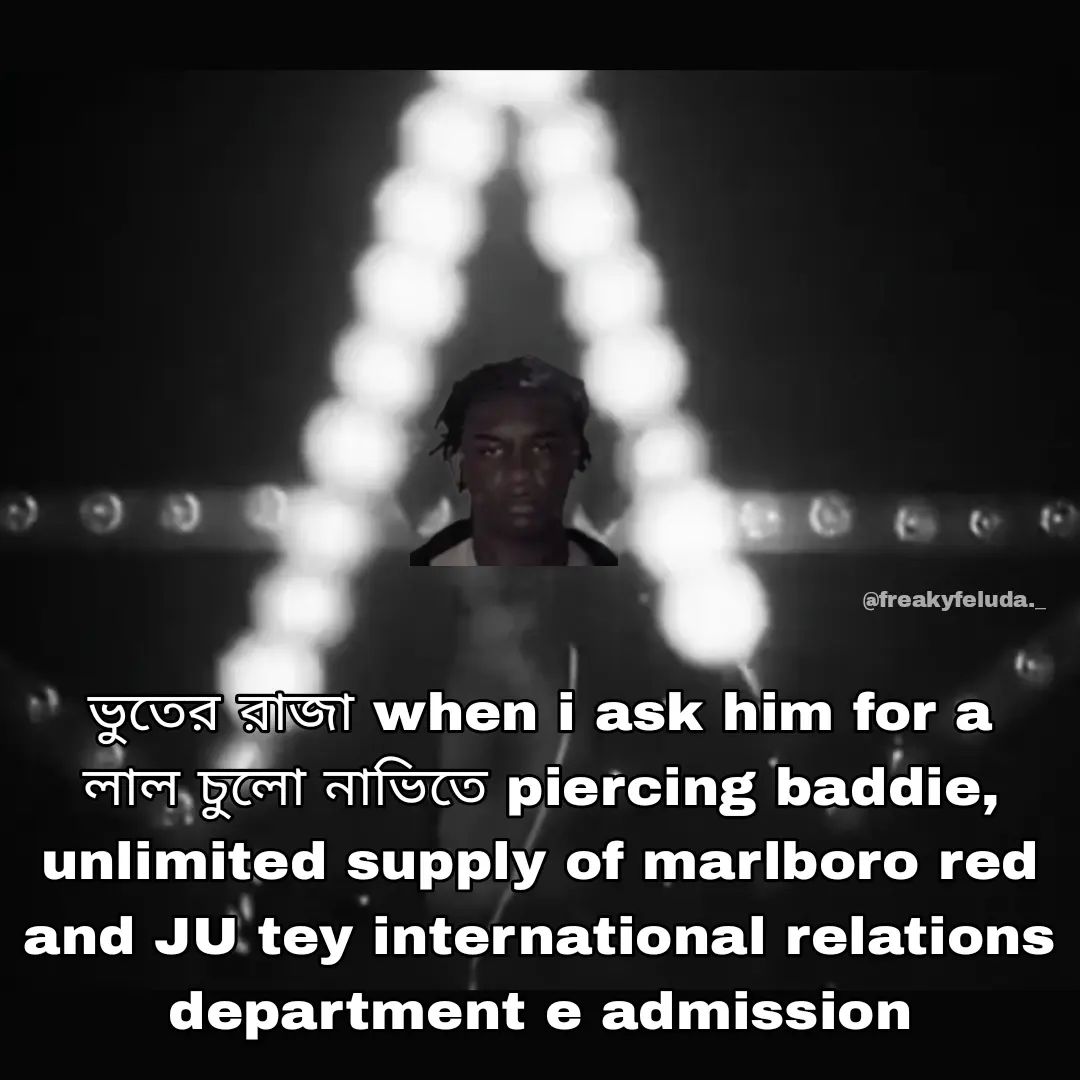 @freakyfeluda._
ভুতের রাজা when i ask him for a
লাল চুলো নাভিতে piercing baddie,
unlimited supply of marlboro red
and JU tey international relations
department e admission